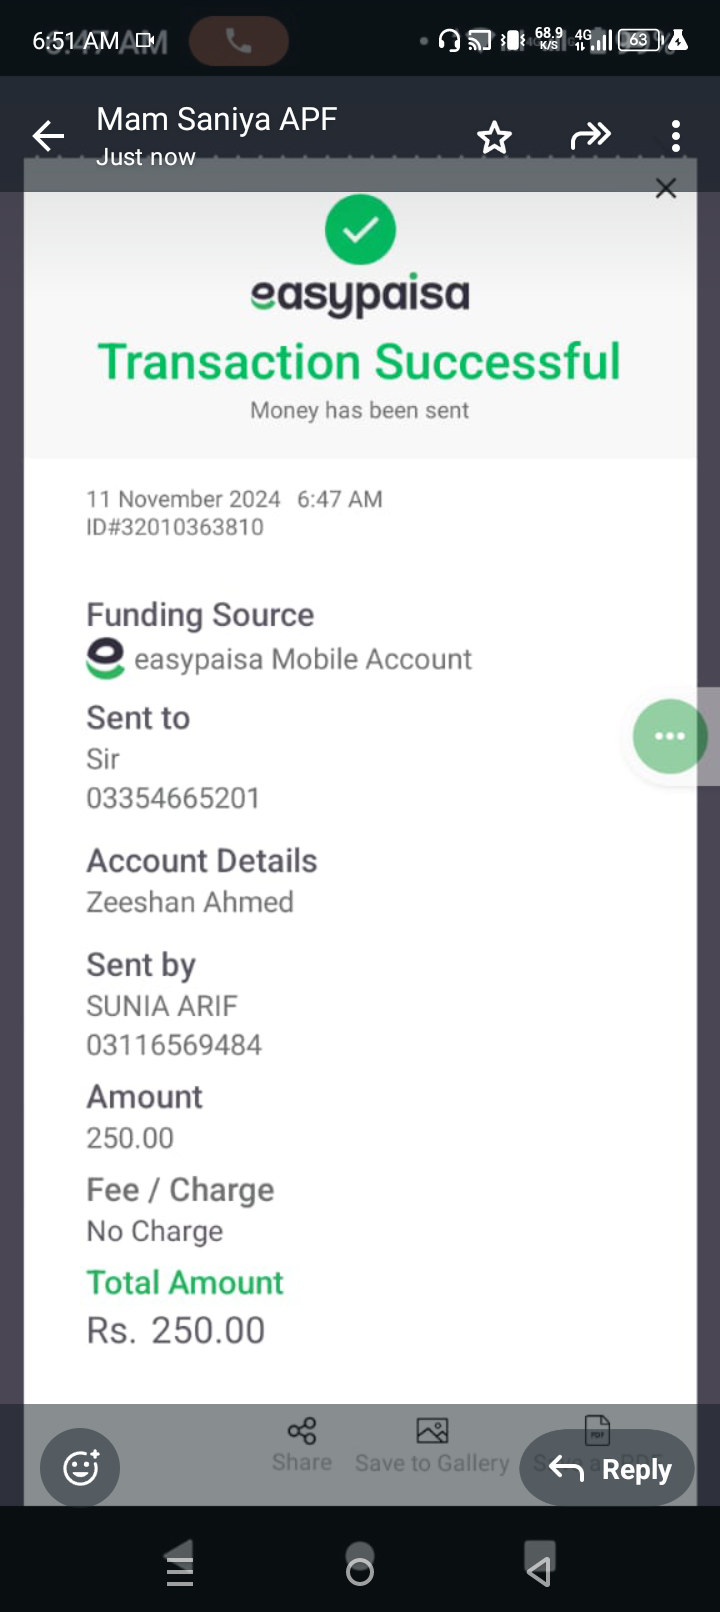 6:51 AM
68.9
K/S
4G
63
Mam Saniya APF
Just now
easypaisa
Transaction Successful
Money has been sent
11 November 2024 6:47 AM
ID#32010363810
Funding Source
easypaisa Mobile Account
Sent to
Sir
03354665201
Account Details
Zeeshan Ahmed
Sent by
SUNIA ARIF
03116569484
Amount
250.00
Fee / Charge
No Charge
Total Amount
Rs. 250.00
PDF
Share
Save to Gallery
Reply